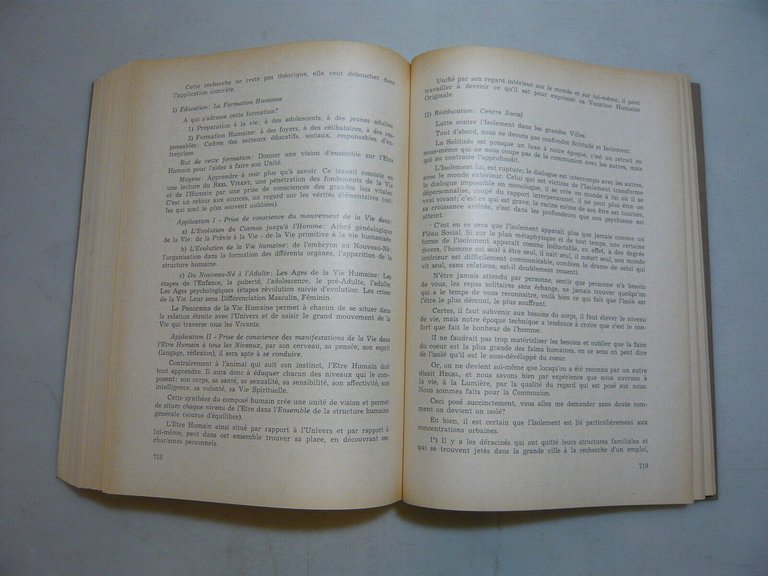 Cette recherche ne reste pas théorique, elle veut déboucher dans
l'application concrète.
I) Education: La Formation Humaine
A qui s'adresse cette formation?
1) Préparation à la vie: à des adolescents, à des jeunes adultes,
2) Formation Humaine: à des foyers, à des célibataires, à des res-
ponsables: Cadres des secteurs éducatifs, sociaux, responsables d'en-
treprises.
But de cette formation: Donner une vision d'ensemble sur l'Etre
Humain pour l'aider à faire son Unité.
Moyens: Apprendre à voir plus qu'à savoir. Ce travail consiste en
une lecture du REEL VIVANT, une pénétration des fondements de la Vie
et de l'Humain par une prise de consciences des grandes lois vitales.
C'est un retour aux sources, un regard sur les vérités élémentaires (cel-
les qui sont le plus souvent oubliées).
Application I - Prise de conscience du mouvement de la Vie dans:
a) L'Evolution du Cosmos jusqu'à l'Homme: Arbre généalogique
de la Vie: de la Prévie à la Vie - de la Vie primitive à la vie humanisée.
b) L'Evolution de la Vie humaine: de l'embryon au Nouveau-Né:
l'organisation dans la formation des différents organes, l'apparition de la
structure humaine.
c) Du Nouveau-Né à l'Adulte: Les Ages de la Vie Humaine: Les
étapes de l'Enfance, la puberté, l'adolescence, le pré-Adulte, l'Adulte.
Les Ages psychologiques (étapes révolution suivie d'évolution. Les crises
de la Vie. Leur sens. Différenciation Masculin, Féminin.
Le Panorama de la Vie Humaine permet à chacun de se situer dans
la relation droite avec l'Univers et de saisir le grand mouvement de la
Vie qui traverse tous les Vivants.
Application II - Prise de conscience des manifestations de la Vie dans
l'Etre Humain à tous les Niveaux, par son cerveau, sa pensée, son esprit
(langage, réflexion), il sera apte à se conduire.
Contrairement à l'animal qui suit son instinct, l'Etre Humain doit
tout apprendre. Il aura donc à éduquer chacun des niveaux qui le com-
posent: son corps, sa santé, sa sexualité, sa sensibilité, son affectivité, son
intelligence, sa volonté, sa Vie Spirituelle.
Cette synthèse du composé humain crée une unité de vision et permet
de situer chaque niveau de l'Etre dans l'Ensemble de la structure humaine
générale (source d'équilibre).
L'Etre Humain ainsi situé par rapport à l'Univers et par rapport à
lui-même, peut dans cet ensemble trouver sa place, en découvrant ses
charismes personnels.
718
Unifié par son regard intérieur sur le monde et sur lui-même, il peut
travailler à devenir ce qu'il est pour exprimer sa Vocation Humaine
Originale.
II) Rééducation: Centre Social
Lutte contre l'Isolement dans les grandes Villes.
Tout d'abord, nous ne devons pas confondre Solitude et Isolement.
La Solitude est presque un luxe à notre époque, c'est un retrait en
nous-même qui ne nous coupe pas de la communion avec les autres, mais
qui au contraire l'approfondit.
L'Isolement lui, est rupture; le dialogue est interrompu avec les autres,
avec le monde extérieur. Celui qui est victime de l'Isolement transforme
le dialogue impossible en monologue, il se crée un monde à lui où il se
dépersonnalise, coupé du rapport interpersonnel, il ne peut plus être un
vrai vivant; c'est ce qui est grave, la racine même de son être est touchée,
sa croissance arrêtée, c'est dans les profondeurs que son psychisme est
atteint.
C'est en ce sens que l'Isolement apparaît plus que jamais comme un
Fléau Social. Si sur le plan métaphysique et de tout temps, une certaine
forme de l'Isolement apparaît comme inéluctable, en effet, à des degrés
divers, l'homme qui seul à être seul, il naît seul, il meurt seul, son monde
intérieur est difficilement communicable, combien le drame de celui qui
vit seul, sans relations, est-il doublement ressenti.
N'être jamais attendu par personne, sentir que personne n'a besoin
de vous, les repas solitaires sans échange, ne jamais trouver quelqu'un
qui a le temps de vous reconnaître, voilà bien ce qui fait que l'isolé est
l'être le plus démuni, le plus souffrant.
Certes, il faut subvenir aux besoins du corps, il faut élever le niveau
de vie, mais notre époque technique a tendance à croire que c'est le con-
fort que fait le bonheur de l'homme.
Il ne faudrait pas trop matérialiser les besoins et oublier que la faim
du coeur est la plus grande des faims humaines, en ce sens on peut dire
de l'isolé qu'il est le sous-développé du coeur.
Or, on ne devient soi-même que lorsqu'on a été reconnu par un autre
disait HEGEL, et nous savons bien par expérience que nous ouvrons à
la vie, à la Lumière, par la qualité du regard qui est posé sur nous.
Nous sommes faits pour la Communion.
Ceci posé succinctement, vous allez me demander sans doute com-
ment on devient un isolé?
En bien, il est certain que l'Isolement est lié particulièrement aux
concentrations urbaines.
1°) Il y a les déracinés qui ont quitté leurs structures familiales et
qui se trouvent jetés dans la grande ville à la recherche d'un emploi,
719